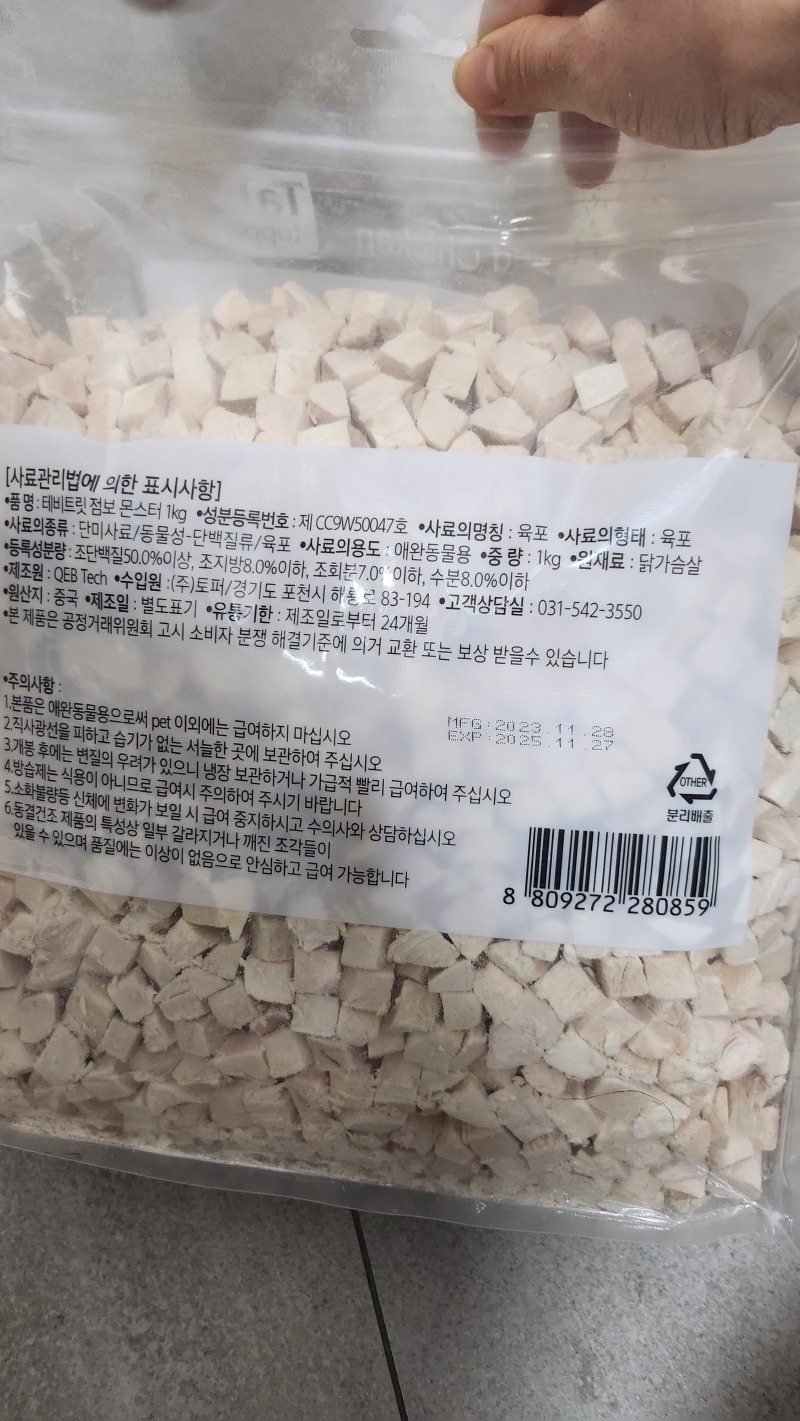 Ta
Chicken
[사료관리법에 의한 표시사항]
•품 명 : 테비트릿 점보 몬스터 1kg •성분등록번호 : 제 CC9W50047호 •사료의명칭 : 육포 •사료의형태 : 육포
•사료의종류 : 단미사료/동물성-단백질류/육포 •사료의용도 : 애완동물용 •중 량 : 1kg •원재료 : 닭가슴살
•등록성분량 : 조단백질50.0%이상, 조지방8.0%이하, 조회분7.0%이하, 수분8.0%이하
•제조원 : QEB Tech •수입원 :(주)토퍼/경기도 포천시 해룡로 83-194 •고객상담실 : 031-542-3550
•원산지 : 중국 •제조일 : 별도표기 •유통기한 : 제조일로부터 24개월
•본 제품은 공정거래위원회 고시 소비자 분쟁 해결기준에 의거 교환 또는 보상 받을수 있습니다
•주의사항 :
1.본품은 애완동물용으로써 pet 이외에는 급여하지 마십시오
2.직사광선을 피하고 습기가 없는 서늘한 곳에 보관하여 주십시오
3.개봉 후에는 변질의 우려가 있으니 냉장 보관하거나 가급적 빨리 급여하여 주십시오
4.방습제는 식용이 아니므로 급여시 주의하여 주시기 바랍니다
5.소화불량등 신체에 변화가 보일 시 급여 중지하시고 수의사와 상담하십시오
6.동결건조 제품의 특성상 일부 갈라지거나 깨진 조각들이
있을 수 있으며 품질에는 이상이 없음으로 안심하고 급여 가능합니다
MFG:2023.11.28
EXP:2025.11.27
OTHER
분리배출
8 809272 280859